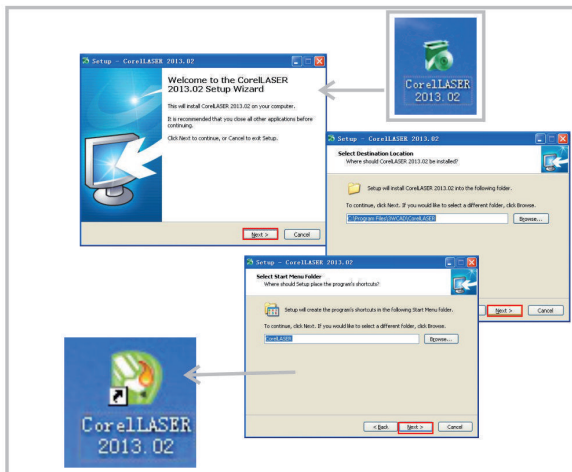 CorelLASER
2013.02
Setup - CorelLASER 2013.02
Welcome to the CorelLASER
2013.02 Setup Wizard
This will install CorelLASER 2013.02 on your computer.
It is recommended that you close all other applications before
continuing.
Click Next to continue, or Cancel to exit Setup.
Next >
Cancel
Setup - CorelLASER 2013.02
Select Destination Location
Where should CorelLASER 2013.02 be installed?
Setup will install CorelLASER 2013.02 into the following folder.
To continue, click Next. If you would like to select a different folder, click Browse.
C:\Program Files\3WCAD\CorelLASER
Browse...
Next >
Cancel
Setup - CorelLASER 2013.02
Select Start Menu Folder
Where should Setup place the program's shortcuts?
Setup will create the program's shortcuts in the following Start Menu folder.
To continue, click Next. If you would like to select a different folder, click Browse.
CorelLASER
Browse...
< Back
Next >
Cancel
CorelLASER
2013.02